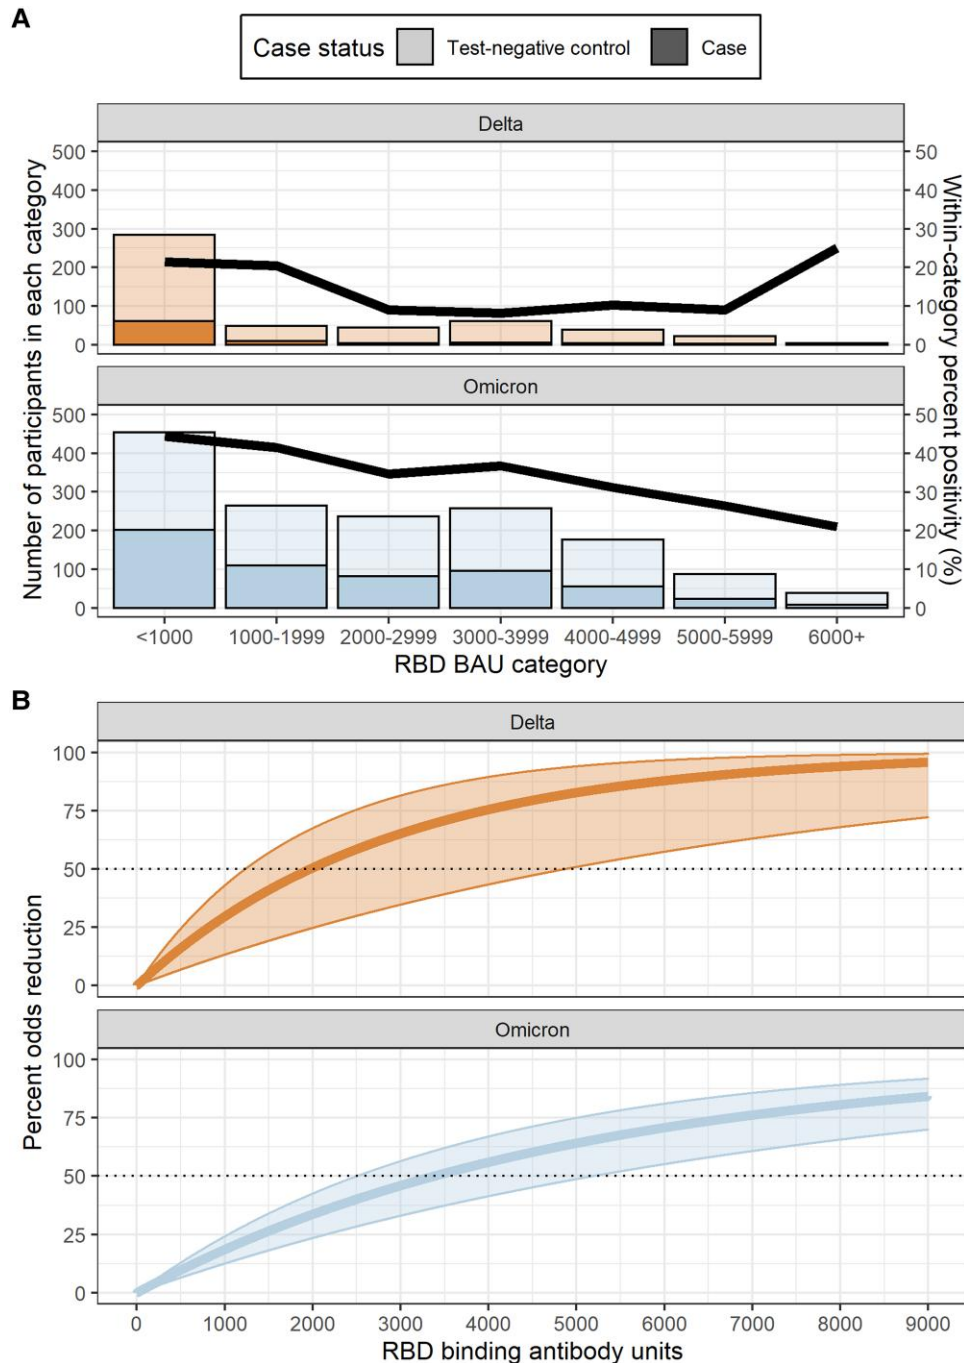 A
Case status Test-negative control Case
Delta
Number of participants in each category
500
400
300
200
100
0
50
40
30
20
10
0
Within-category percent positivity (%)
Omicron
500
400
300
200
100
0
50
40
30
20
10
0
<1000 1000-1999 2000-2999 3000-3999 4000-4999 5000-5999 6000+
RBD BAU category
B
Delta
Percent odds reduction
100
75
50
25
0
Omicron
100
75
50
25
0
0 1000 2000 3000 4000 5000 6000 7000 8000 9000
RBD binding antibody units